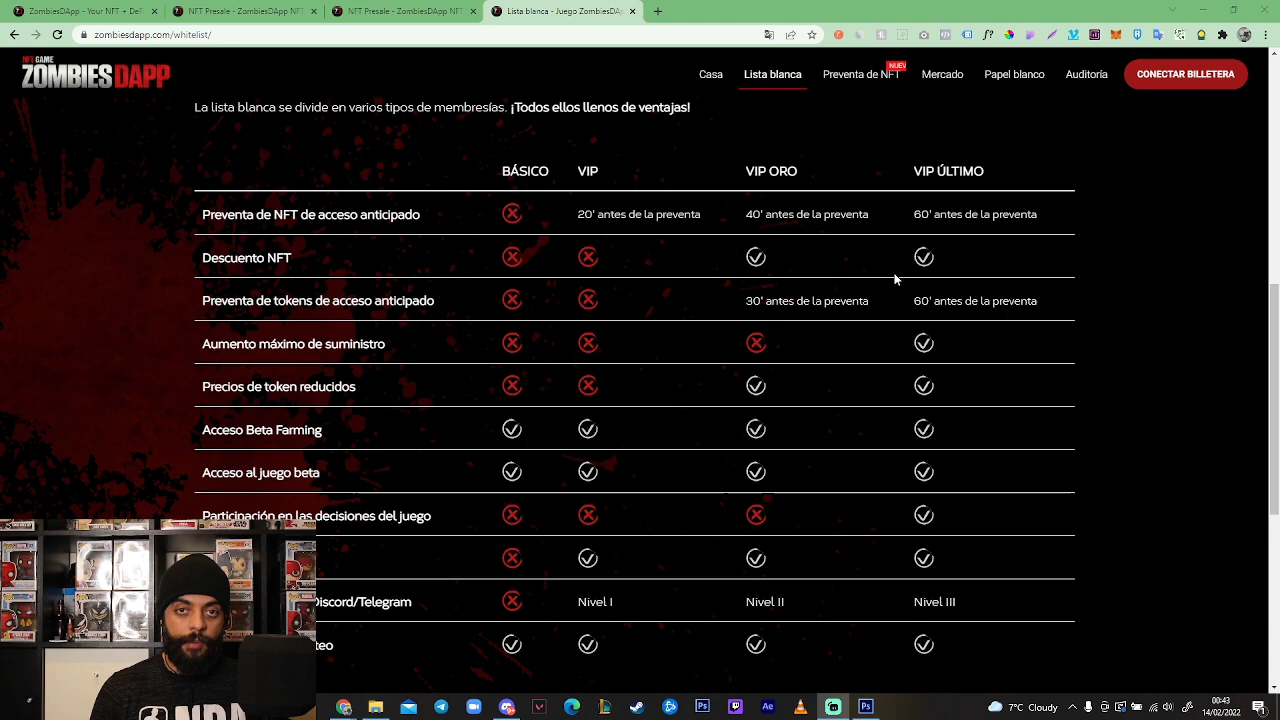 ZombiesDapp - Your NFT + DeFi
NFT Presale - ZombiesDApp NFT
NFT Presale - ZombiesDApp NFT
Lista blanca - Juego ZombiesDAp
zombiesdapp.com/whitelist/
NFT GAME
ZOMBIESDAPP
Casa
Lista blanca
Preventa de NFT
Mercado
Papel blanco
Auditoría
CONECTAR BILLETERA
La lista blanca se divide en varios tipos de membresías. ¡Todos ellos llenos de ventajas!
BÁSICO VIP VIP ORO VIP ÚLTIMO
Preventa de NFT de acceso anticipado 20' antes de la preventa 40' antes de la preventa 60' antes de la preventa
Descuento NFT
Preventa de tokens de acceso anticipado 30' antes de la preventa 60' antes de la preventa
Aumento máximo de suministro
Precios de token reducidos
Acceso Beta Farming
Acceso al juego beta
Participación en las decisiones del juego
Discord/Telegram Nivel I Nivel II Nivel III
teo
7°C Cloudy
00:43
14/02/2022